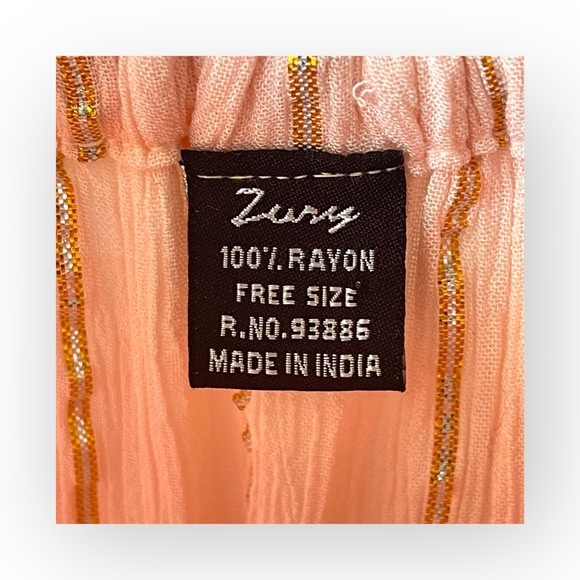 Zury
100% RAYON
FREE SIZE
R.NO.93886
MADE IN INDIA